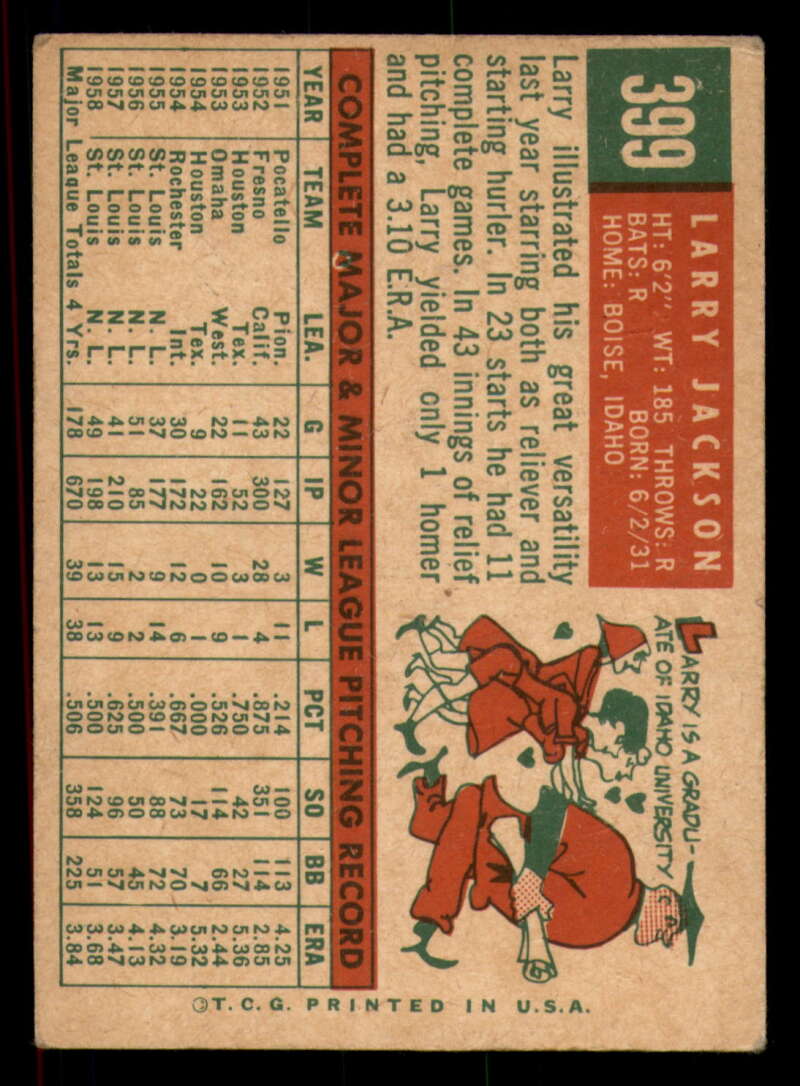 399
LARRY JACKSON
HT: 6'2" WT: 185 THROWS: R
BATS: R BORN: 6/2/31
HOME: BOISE, IDAHO
Larry illustrated his great versatility
last year starring both as reliever and
starting hurler. In 23 starts he had 11
complete games. In 43 innings of relief
pitching, Larry yielded only 1 homer
and had a 3.10 E.R.A.
LARRY IS A GRADU-
ATE OF IDAHO UNIVERSITY
COMPLETE MAJOR & MINOR LEAGUE PITCHING RECORD
YEAR TEAM LEA. G IP W L PCT SO BB ERA
1951 Pocatello Pion. 22 127 3 11 .214 100 113 4.25
1952 Fresno Calif. 43 300 28 4 .875 351 114 2.85
1953 Houston Tex. 11 52 3 1 .750 42 27 5.36
1953 Omaha West. 22 162 10 9 .526 114 66 2.44
1954 Houston Tex. 9 22 0 1 .000 17 7 5.32
1954 Rochester Int. 30 172 12 6 .667 73 70 3.19
1955 St. Louis N. L. 37 177 9 14 .391 88 72 4.32
1956 St. Louis N. L. 51 85 2 2 .500 50 45 4.13
1957 St. Louis N. L. 41 210 15 9 .625 96 57 3.47
1958 St. Louis N. L. 49 198 13 13 .500 124 51 3.68
Major League Totals 4 Yrs. 178 670 39 38 .506 358 225 3.84
©T. C. G. PRINTED IN U.S.A.